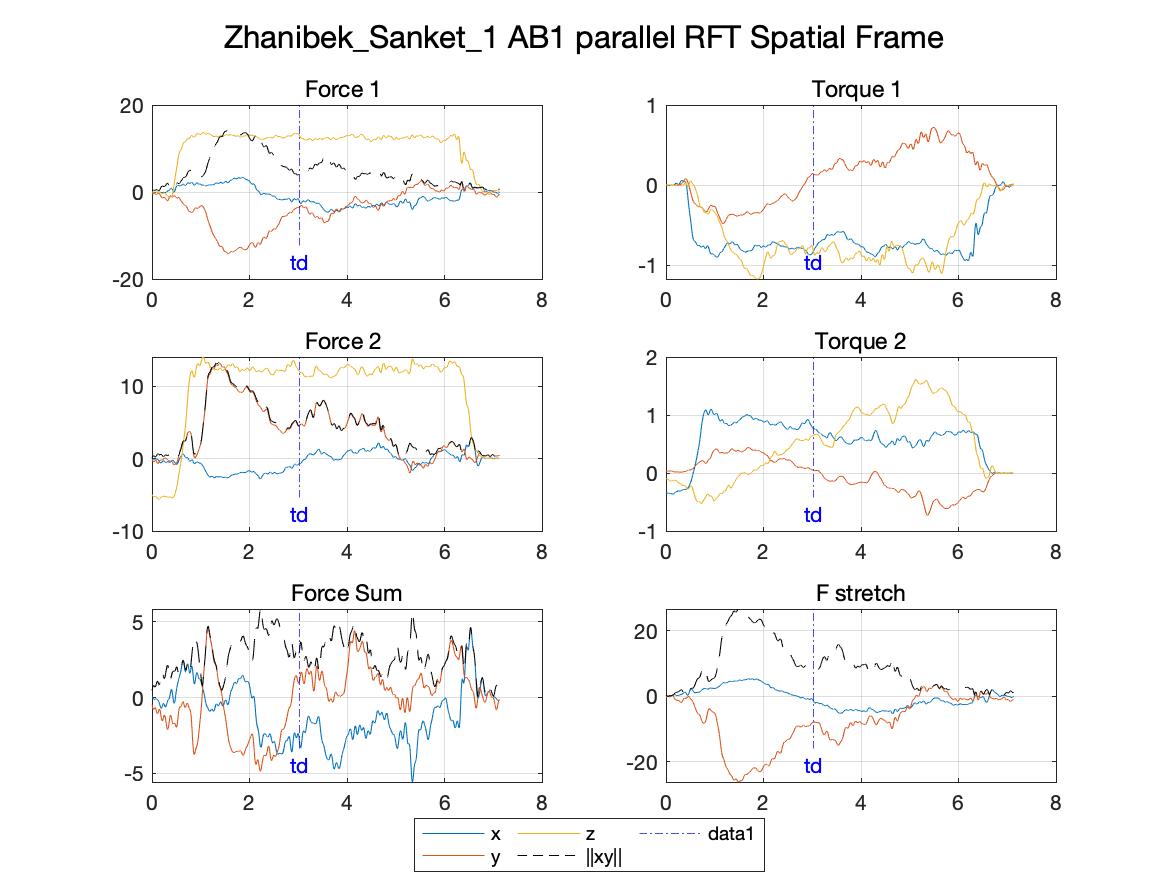 Zhanibek_Sanket_1 AB1 parallel RFT Spatial Frame
Force 1
20
0
-20
td
0 2 4 6 8
Torque 1
1
0
-1
td
0 2 4 6 8
Force 2
10
0
-10
td
0 2 4 6 8
Torque 2
2
1
0
-1
td
0 2 4 6 8
Force Sum
5
0
-5
td
0 2 4 6 8
F stretch
20
0
-20
td
0 2 4 6 8
x z data1
y ||xy||